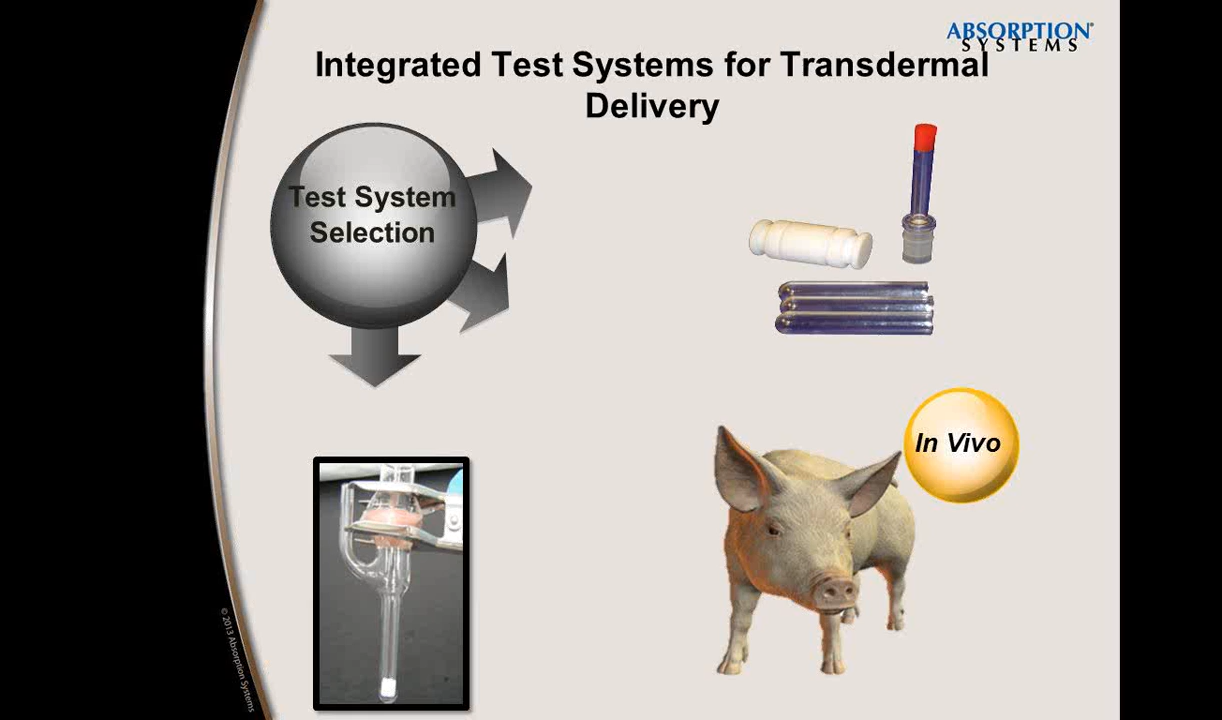 ABSORPTION®
SYSTEMS
Integrated Test Systems for Transdermal
Delivery
Test System
Selection
In Vivo
© 2013 Absorption Systems